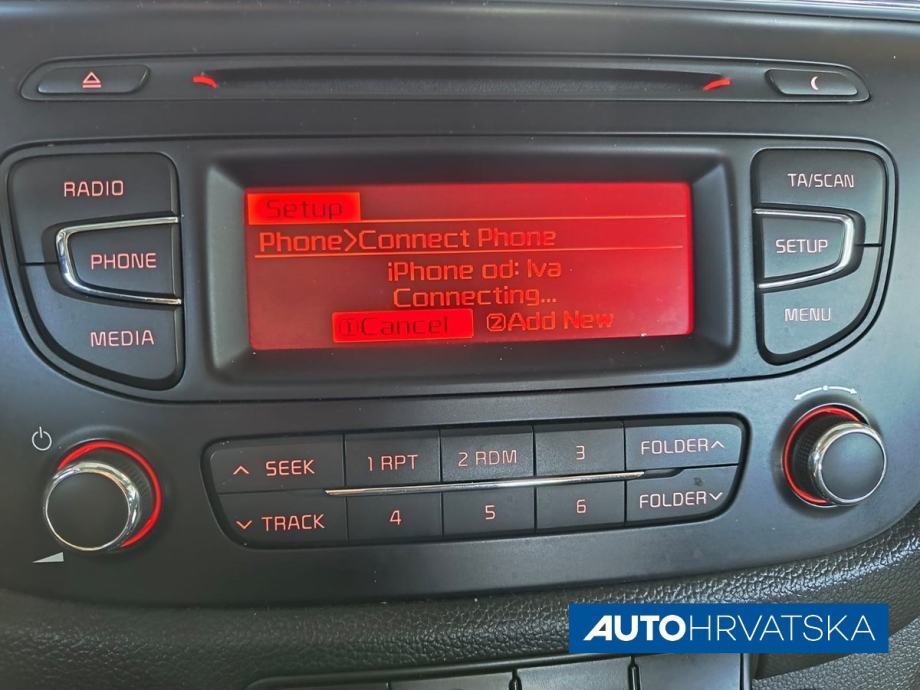 RADIO
PHONE
MEDIA
Setup
Phone>Connect Phone
iPhone od: Iva
Connecting...
①Cancel ②Add New
TA/SCAN
SETUP
MENU
SEEK 1 RPT 2 RDM 3 FOLDER
TRACK 4 5 6 FOLDER
AUTOHRVATSKA